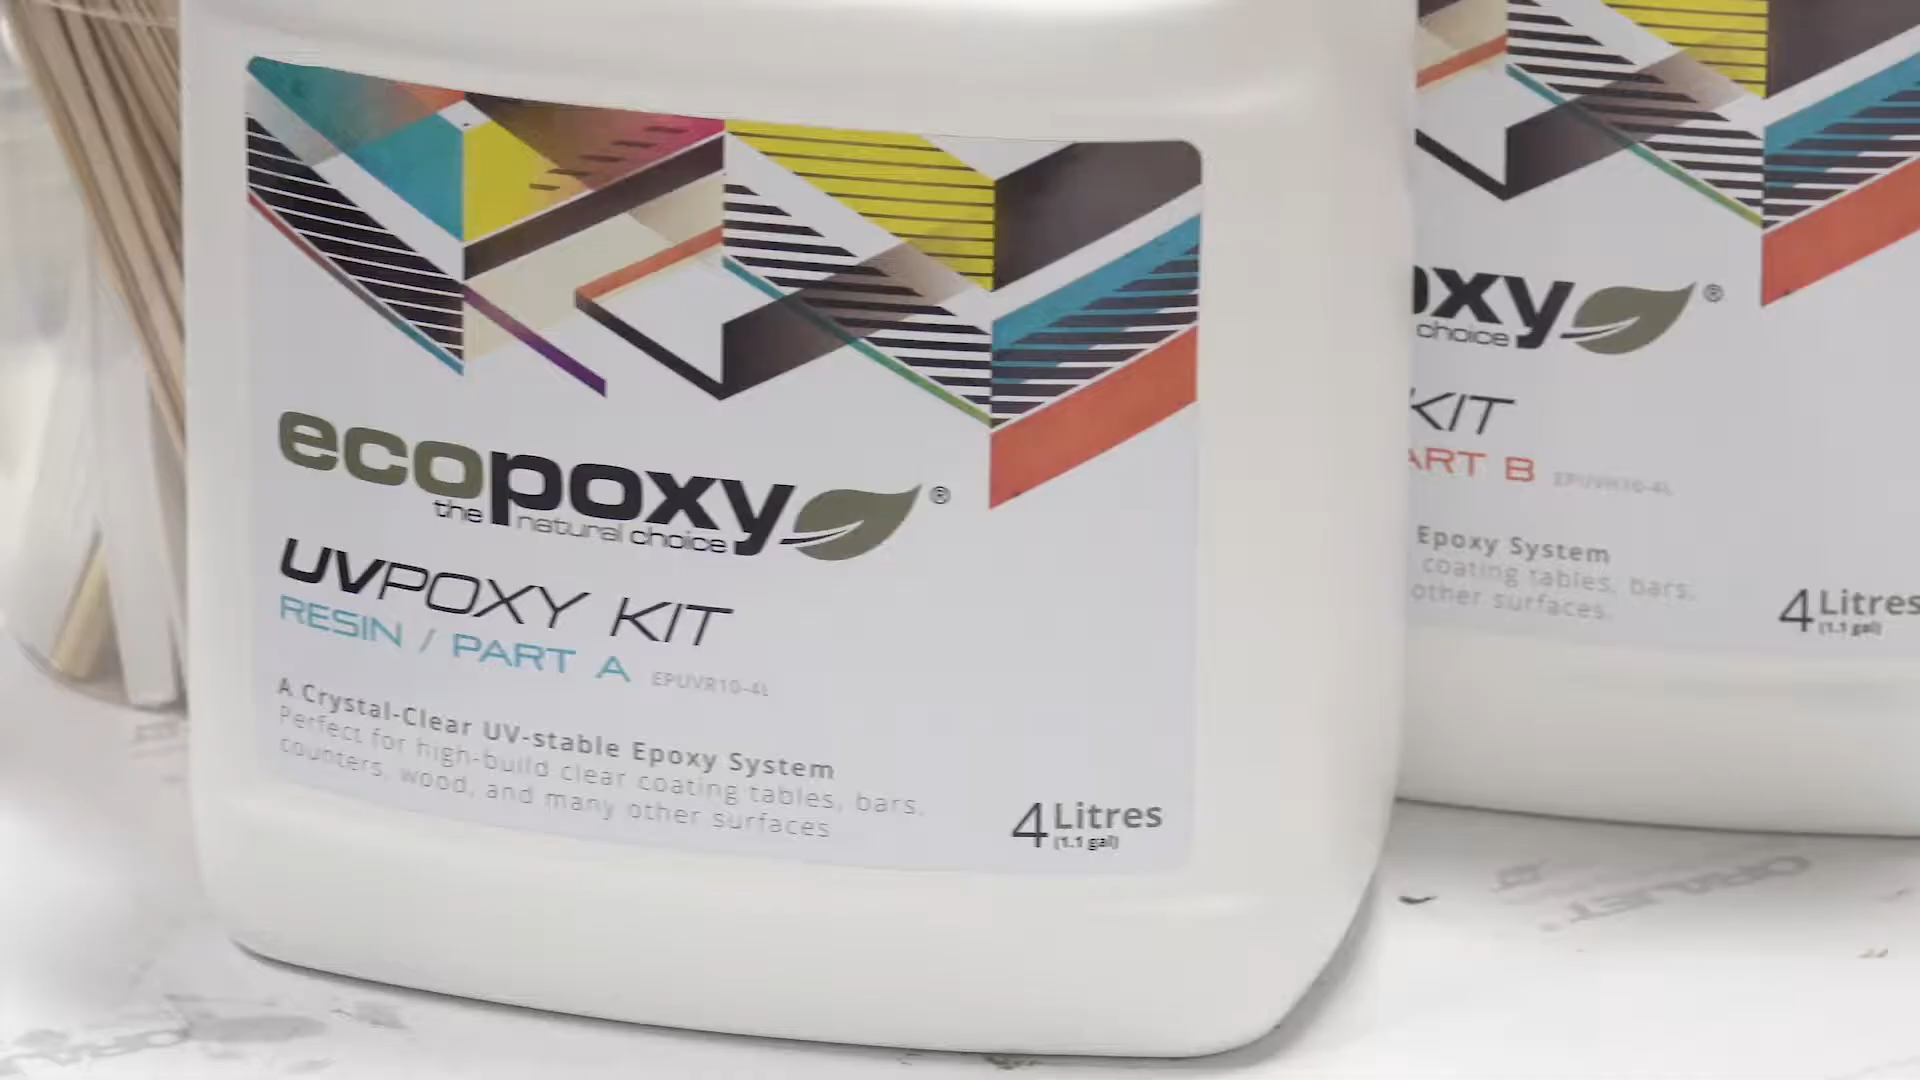 ecopoxy®
the natural choice
UVPOXY KIT
RESIN / PART A EPUVR10-4L
A Crystal-Clear UV-stable Epoxy System
Perfect for high-build clear coating tables, bars,
counters, wood, and many other surfaces
4 Litres
(1.1 gal)
oxy®
choice
KIT
ART B
Epoxy System
coating tables, bars,
other surfaces.
4 Litres
(1.1 gal)